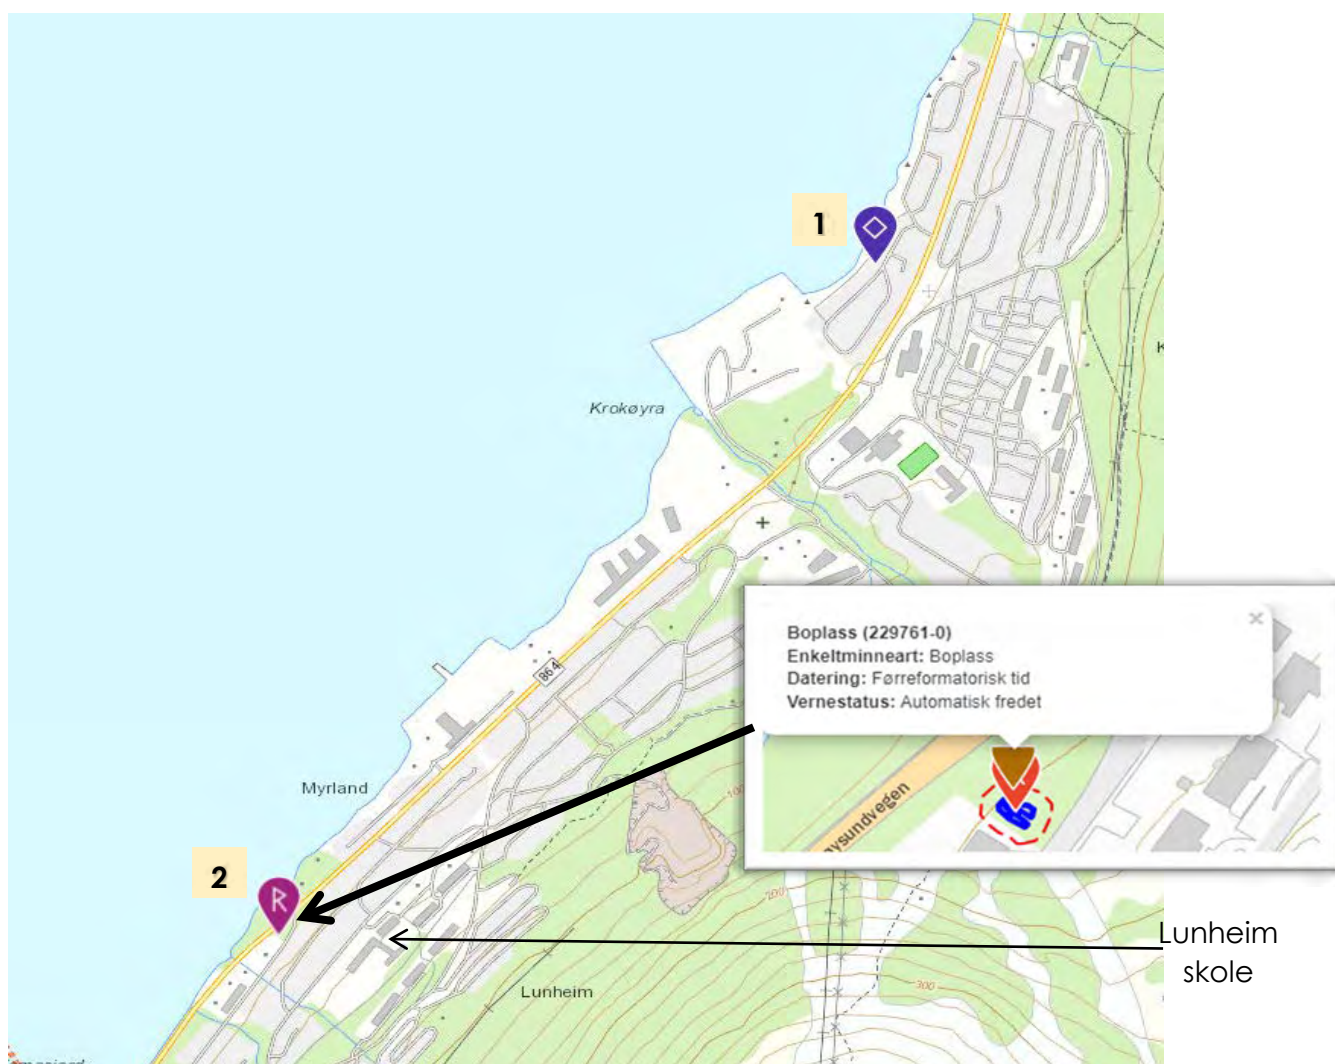 1
Krokøyra
864
Boplass (229761-0)
Enkeltminneart: Boplass
Datering: Førreformatorisk tid
Vernestatus: Automatisk fredet
100
Myrland
2
R
200
Lunheim
skole
Lunheim
300